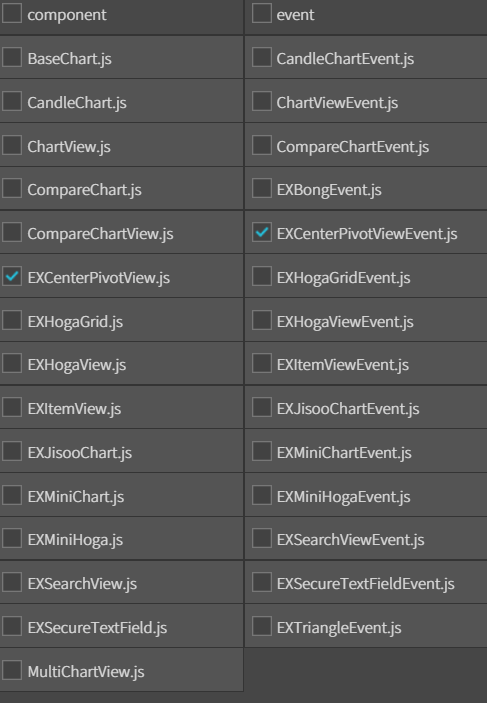 component
event
BaseChart.js
CandleChartEvent.js
CandleChart.js
ChartViewEvent.js
ChartView.js
CompareChartEvent.js
CompareChart.js
EXBongEvent.js
CompareChartView.js
EXCenterPivotViewEvent.js
EXCenterPivotView.js
EXHogaGridEvent.js
EXHogaGrid.js
EXHogaViewEvent.js
EXHogaView.js
EXItemViewEvent.js
EXItemView.js
EXJisooChartEvent.js
EXJisooChart.js
EXMiniChartEvent.js
EXMiniChart.js
EXMiniHogaEvent.js
EXMiniHoga.js
EXSearchViewEvent.js
EXSearchView.js
EXSecureTextFieldEvent.js
EXSecureTextField.js
EXTriangleEvent.js
MultiChartView.js